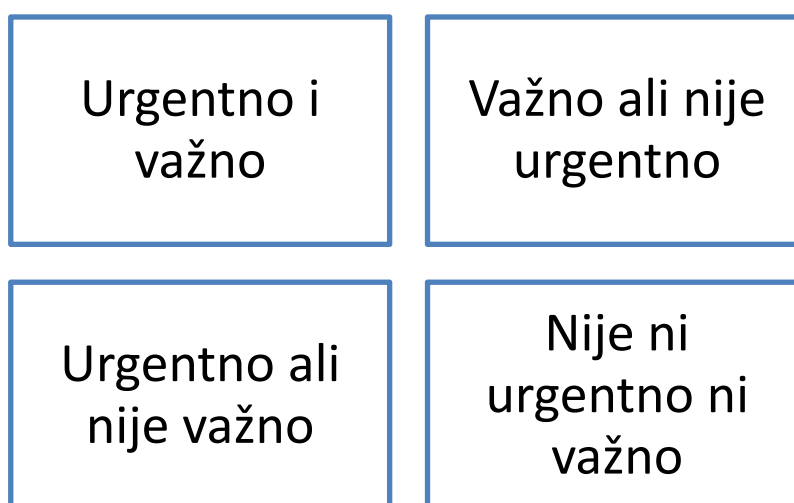 Urgentno i
važno
Važno ali nije
urgentno
Urgentno ali
nije važno
Nije ni
urgentno ni
važno